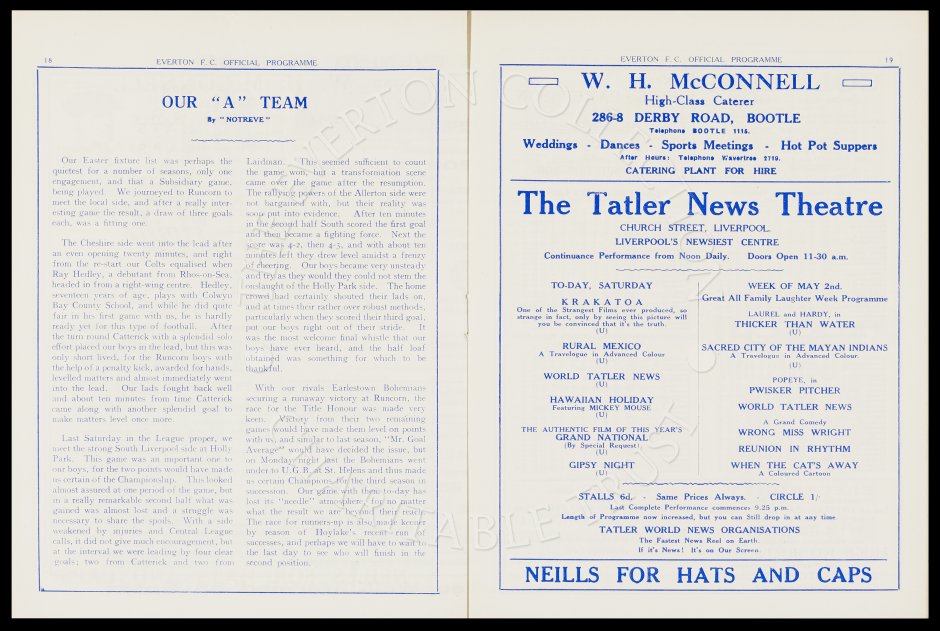 18
EVERTON F. C. OFFICIAL PROGRAMME
OUR "A" TEAM
By "NOTREVE"
Our Easter fixture list was perhaps the
quietest for a number of seasons, only one
engagement, and that a Subsidiary game,
being played. We journeyed to Runcorn to
meet the local side, and after a really inter-
esting game the result, a draw of three goals
each, was a fitting one.
The Cheshire side went into the lead after
an even opening twenty minutes, and right
from the re-start our Colts equalised when
Ray Hedley, a debutant from Rhos-on-Sea,
headed in from a right-wing centre. Hedley,
seventeen years of age, plays with Colwyn
Bay County School, and while he did quite
fair in his first game with us, he is hardly
ready yet for this type of football. After
the turn round Catterick with a splendid solo
effort placed our boys in the lead, but this was
only short lived, for the Runcorn boys with
the help of a penalty kick, awarded for hands,
levelled matters and almost immediately went
into the lead. Our lads fought back well
and about ten minutes from time Catterick
came along with another splendid goal to
make matters level once more.
Last Saturday in the League proper, we
meet the strong South Liverpool side at Holly
Park. This game was an important one to
our boys, for the two points would have made
us certain of the Championship. This looked
almost assured at one period of the game, but
in a really remarkable second half what was
gained was almost lost and a struggle was
necessary to share the spoils. With a side
weakened by injuries and Central League
calls, it did not give much encouragement, but
at the interval we were leading by four clear
goals; two from Catterick and two from
Laidman. This seemed sufficient to count
the game won, but a transformation scene
came over the game after the resumption.
The rallying powers of the Allerton side were
not bargained with, but their reality was
soon put into evidence. After ten minutes
in the second half South scored the first goal
and then became a fighting force. Next the
score was 4-2, then 4-3, and with about ten
minutes left they drew level amidst a frenzy
of cheering. Our boys became very unsteady
and try as they would they could not stem the
onslaught of the Holly Park side. The home
crowd had certainly shouted their lads on,
and at times their rather over robust methods,
particularly when they scored their third goal,
put our boys right out of their stride. It
was the most welcome final whistle that our
boys have ever heard, and the half loaf
obtained was something for which to be
thankful.
With our rivals Earlestown Bohemians
securing a runaway victory at Runcorn, the
race for the Title Honour was made very
keen. Victory from their two remaining
games would have made them level on points
with us, and similar to last season, "Mr. Goal
Average" would have decided the issue, but
on Monday night last the Bohemians went
under to U.G.B. at St. Helens and thus made
us certain Champions for the third season in
succession. Our game with them to-day has
lost its "needle" atmosphere, for no matter
what the result we are beyond their reach.
The race for runners-up is also made keener
by reason of Hoylake's recent run of
successes, and perhaps we will have to wait to
the last day to see who will finish in the
second position.
EVERTON F. C. OFFICIAL PROGRAMME
19
W. H. McCONNELL
High-Class Caterer
286-8 DERBY ROAD, BOOTLE
Telephone BOOTLE 1115.
Weddings - Dances - Sports Meetings - Hot Pot Suppers
After Hours: Telephone Wavertree 2719.
CATERING PLANT FOR HIRE
The Tatler News Theatre
CHURCH STREET, LIVERPOOL.
LIVERPOOL'S NEWSIEST CENTRE
Continuance Performance from Noon Daily. Doors Open 11-30 a.m.
TO-DAY, SATURDAY
KRAKATOA
One of the Strangest Films ever produced, so
strange in fact, only by seeing this picture will
you be convinced that it's the truth.
(U)
RURAL MEXICO
A Travelogue in Advanced Colour
(U)
WORLD TATLER NEWS
(U)
HAWAIIAN HOLIDAY
Featuring MICKEY MOUSE
(U)
THE AUTHENTIC FILM OF THIS YEAR'S
GRAND NATIONAL
(By Special Request)
(U)
GIPSY NIGHT
(U)
WEEK OF MAY 2nd.
Great All Family Laughter Week Programme
LAUREL and HARDY, in
THICKER THAN WATER
(U)
SACRED CITY OF THE MAYAN INDIANS
A Travelogue in Advanced Colour.
(U)
POPEYE, in
PWISKER PITCHER
WORLD TATLER NEWS
A Grand Comedy
WRONG MISS WRIGHT
REUNION IN RHYTHM
WHEN THE CAT'S AWAY
A Coloured Cartoon
STALLS 6d. - Same Prices Always. - CIRCLE 1/-
Last Complete Performance commences 9.25 p.m.
Length of Programme now increased, but you can Still drop in at any time.
TATLER WORLD NEWS ORGANISATIONS
The Fastest News Reel on Earth.
If it's News! It's on Our Screen.
NEILLS FOR HATS AND CAPS